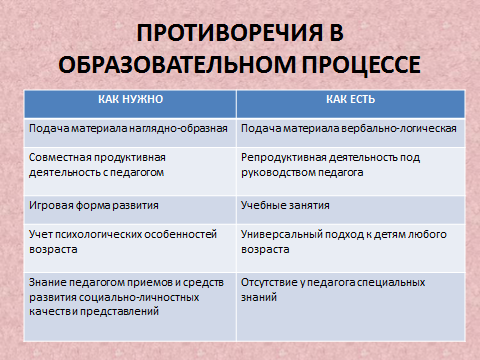 ПРОТИВОРЕЧИЯ В
ОБРАЗОВАТЕЛЬНОМ ПРОЦЕССЕ
КАК НУЖНО
КАК ЕСТЬ
Подача материала наглядно-образная
Подача материала вербально-логическая
Совместная продуктивная
деятельность с педагогом
Репродуктивная деятельность под
руководством педагога
Игровая форма развития
Учебные занятия
Учет психологических особенностей
возраста
Универсальный подход к детям любого
возраста
Знание педагогом приемов и средств
развития социально-личностных
качеств и представлений
Отсутствие у педагога специальных
знаний